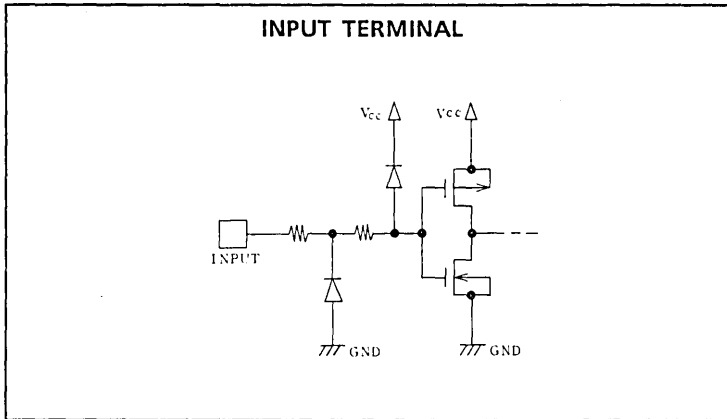 INPUT TERMINAL
Vcc Vcc
INPUT
GND GND